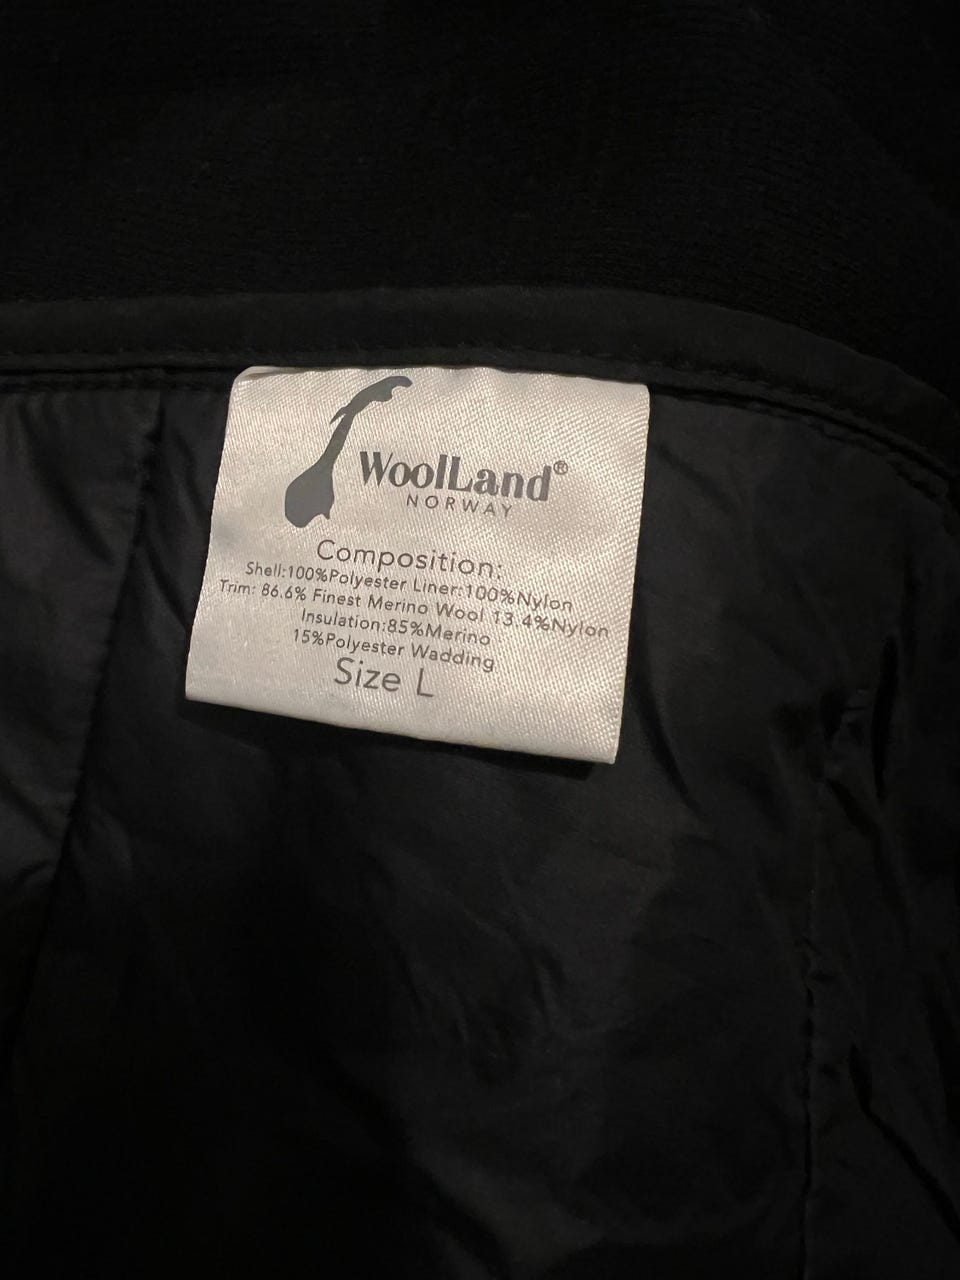 WoolLand®
NORWAY
Composition:
Shell:100%Polyester Liner:100%Nylon
Trim: 86.6% Finest Merino Wool 13.4%Nylon
Insulation:85%Merino
15%Polyester Wadding
Size L